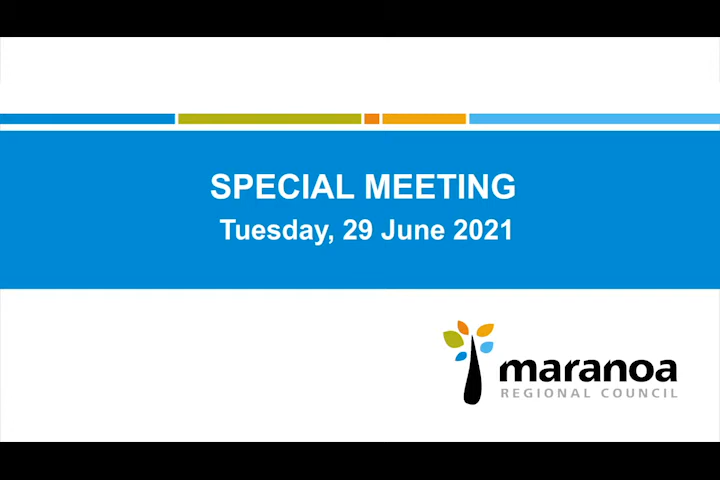 SPECIAL MEETING
Tuesday, 29 June 2021
maranoa
REGIONAL COUNCIL